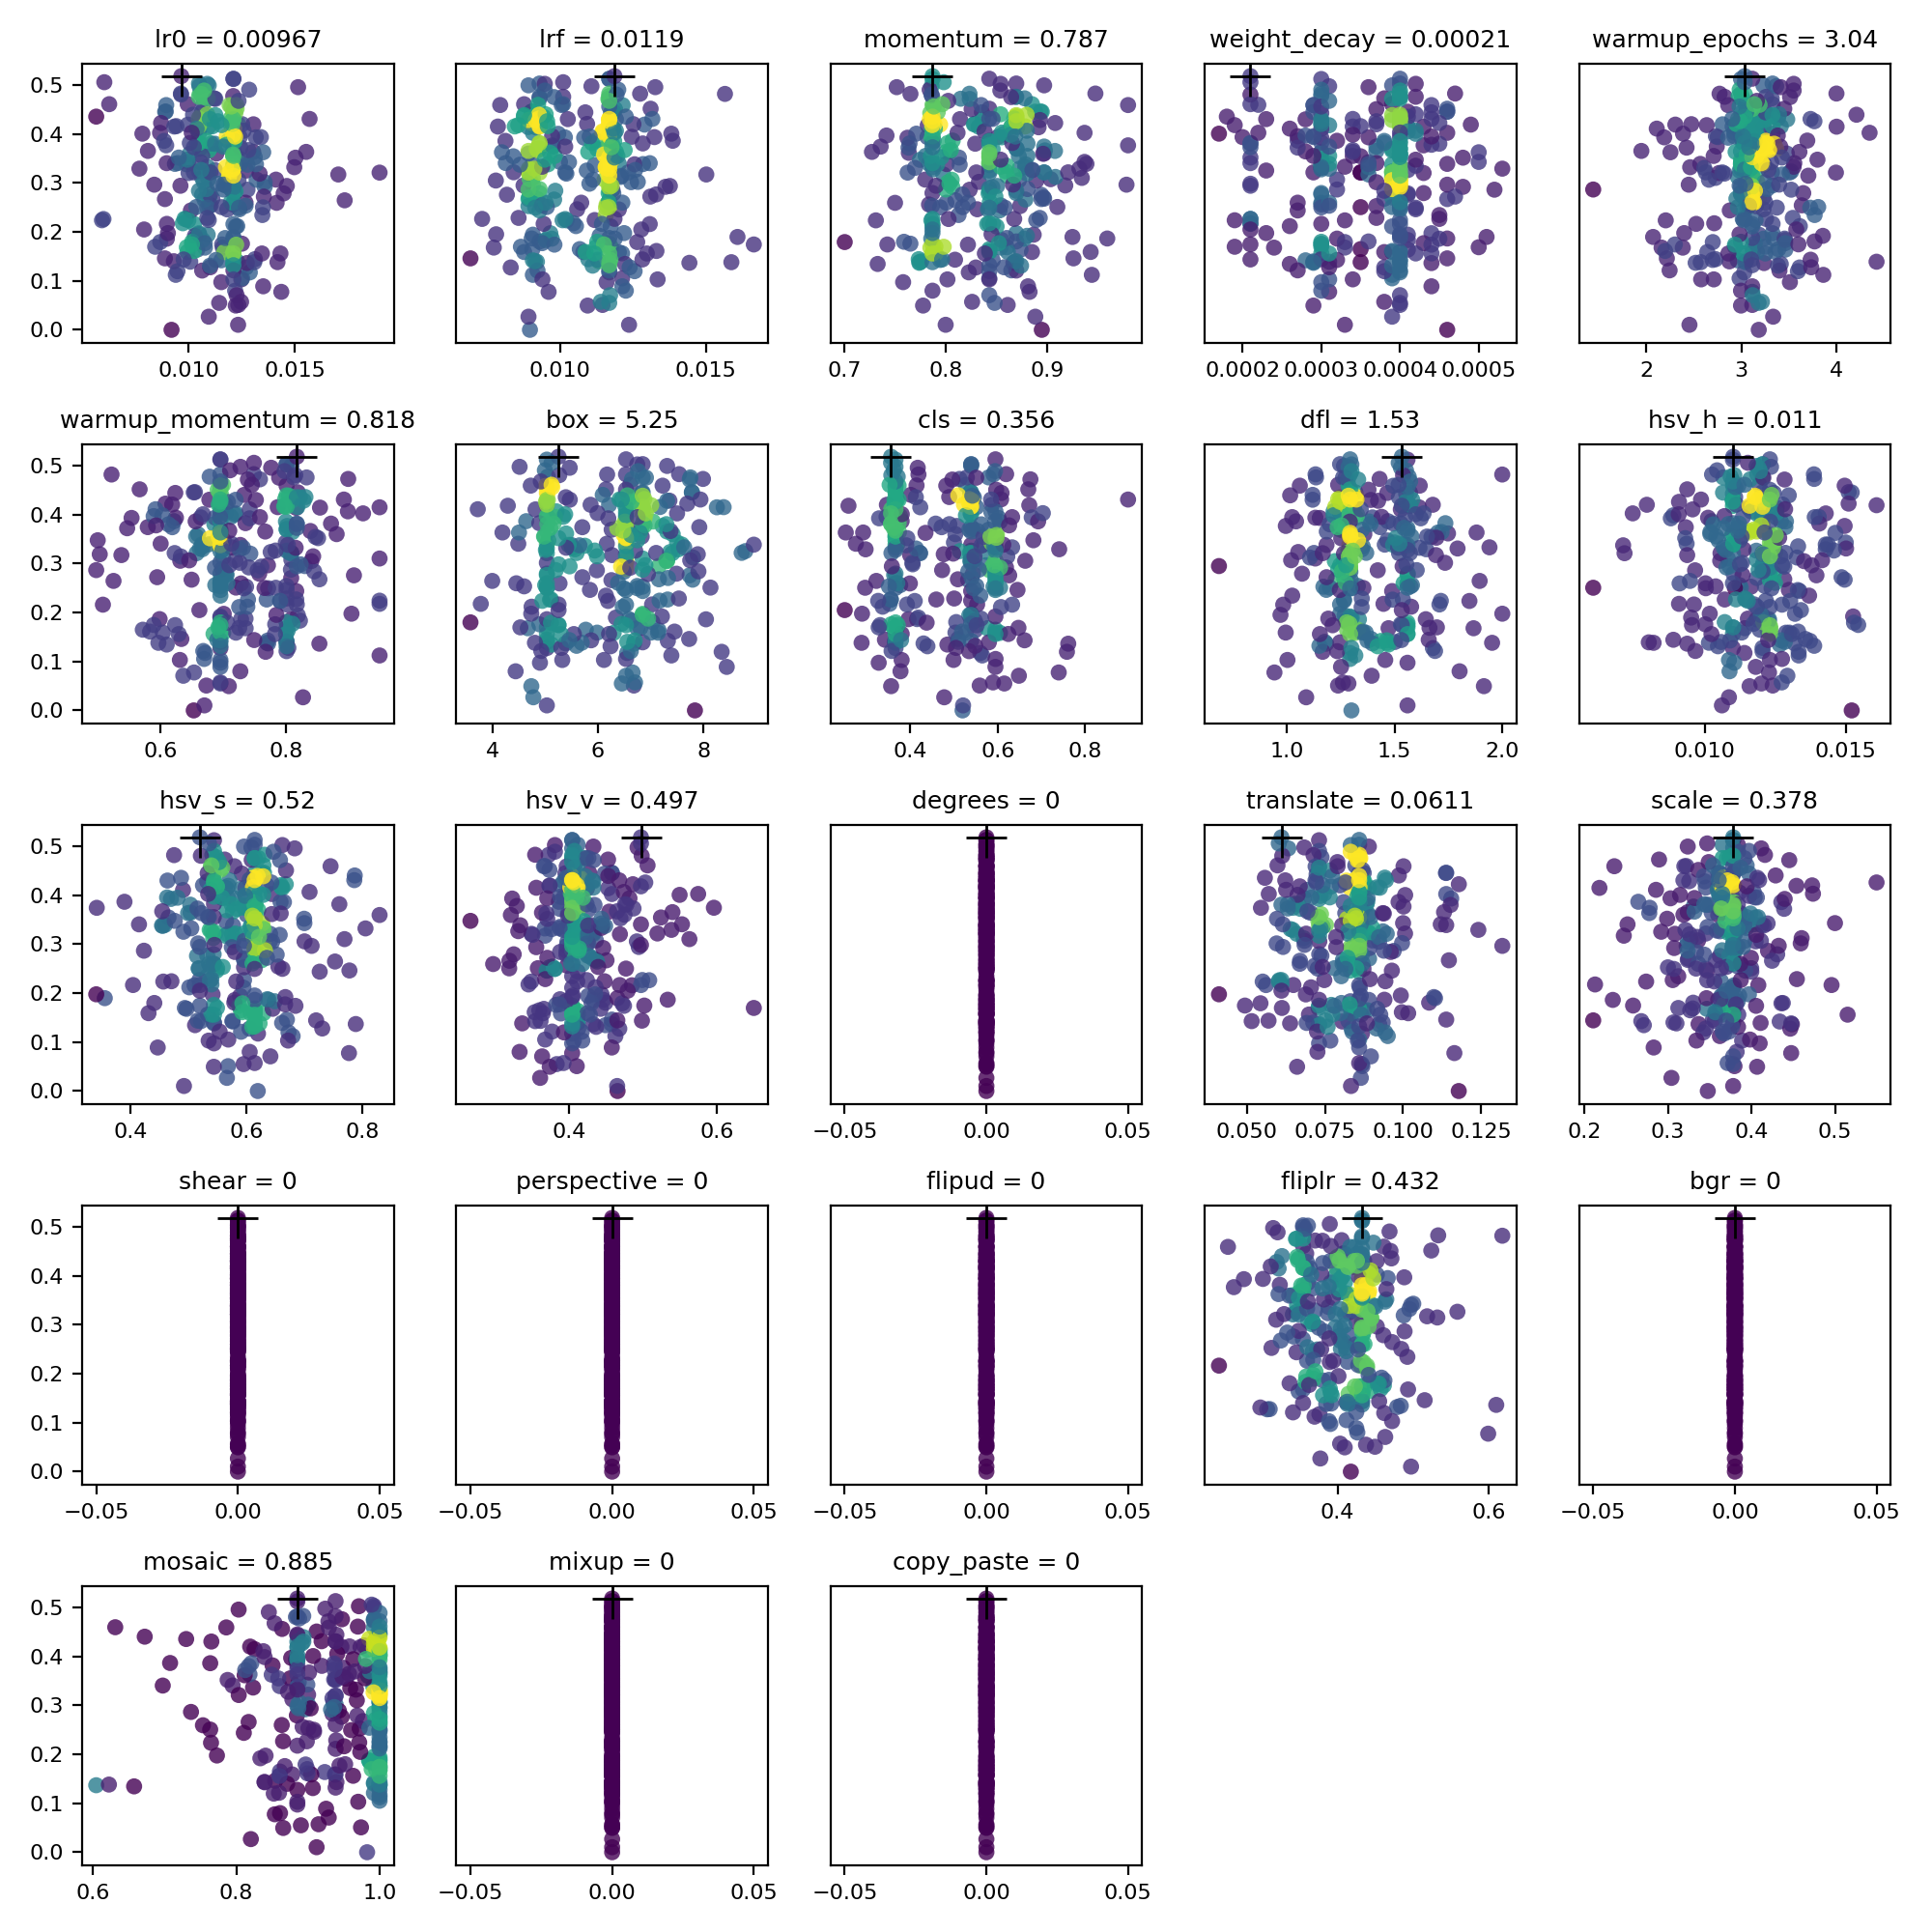 lr0 = 0.00967
lrf = 0.0119
momentum = 0.787
weight_decay = 0.00021
warmup_epochs = 3.04
0.5
0.4
0.3
0.2
0.1
0.0
0.010 0.015
0.010 0.015
0.7 0.8 0.9
0.0002 0.0003 0.0004 0.0005
2 3 4
warmup_momentum = 0.818
box = 5.25
cls = 0.356
dfl = 1.53
hsv_h = 0.011
0.5
0.4
0.3
0.2
0.1
0.0
0.6 0.8
4 6 8
0.4 0.6 0.8
1.0 1.5 2.0
0.010 0.015
hsv_s = 0.52
hsv_v = 0.497
degrees = 0
translate = 0.0611
scale = 0.378
0.5
0.4
0.3
0.2
0.1
0.0
0.4 0.6 0.8
0.4 0.6
−0.05 0.00 0.05
0.050 0.075 0.100 0.125
0.2 0.3 0.4 0.5
shear = 0
perspective = 0
flipud = 0
fliplr = 0.432
bgr = 0
0.5
0.4
0.3
0.2
0.1
0.0
−0.05 0.00 0.05
−0.05 0.00 0.05
−0.05 0.00 0.05
0.4 0.6
−0.05 0.00 0.05
mosaic = 0.885
mixup = 0
copy_paste = 0
0.5
0.4
0.3
0.2
0.1
0.0
0.6 0.8 1.0
−0.05 0.00 0.05
−0.05 0.00 0.05